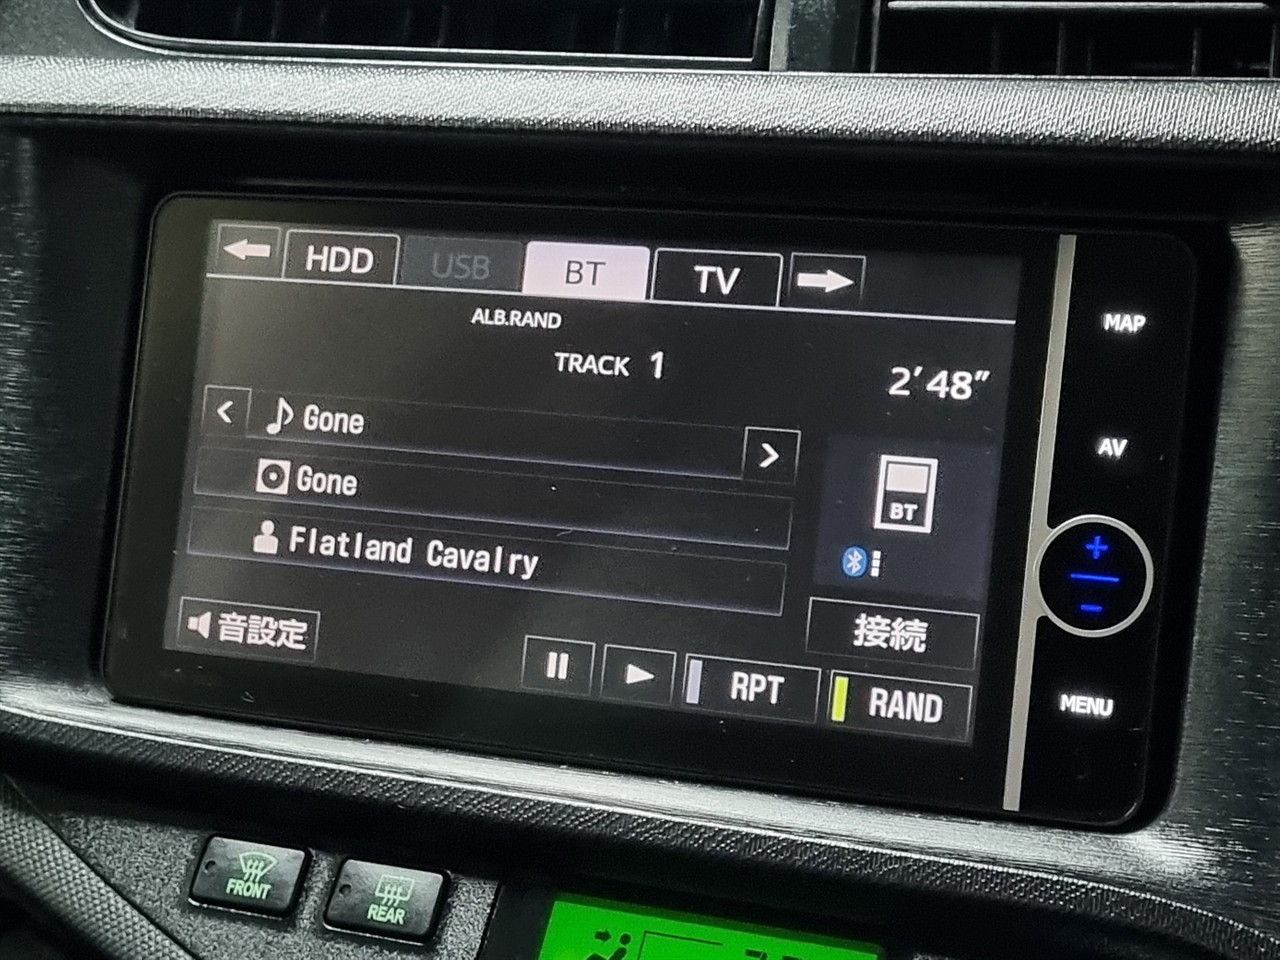 HDD USB BT TV
ALB.RAND
TRACK 1
2'48"
Gone
Gone
Flatland Cavalry
BT
音設定
接続
RPT RAND
MAP
AV
+
-
MENU
FRONT
REAR